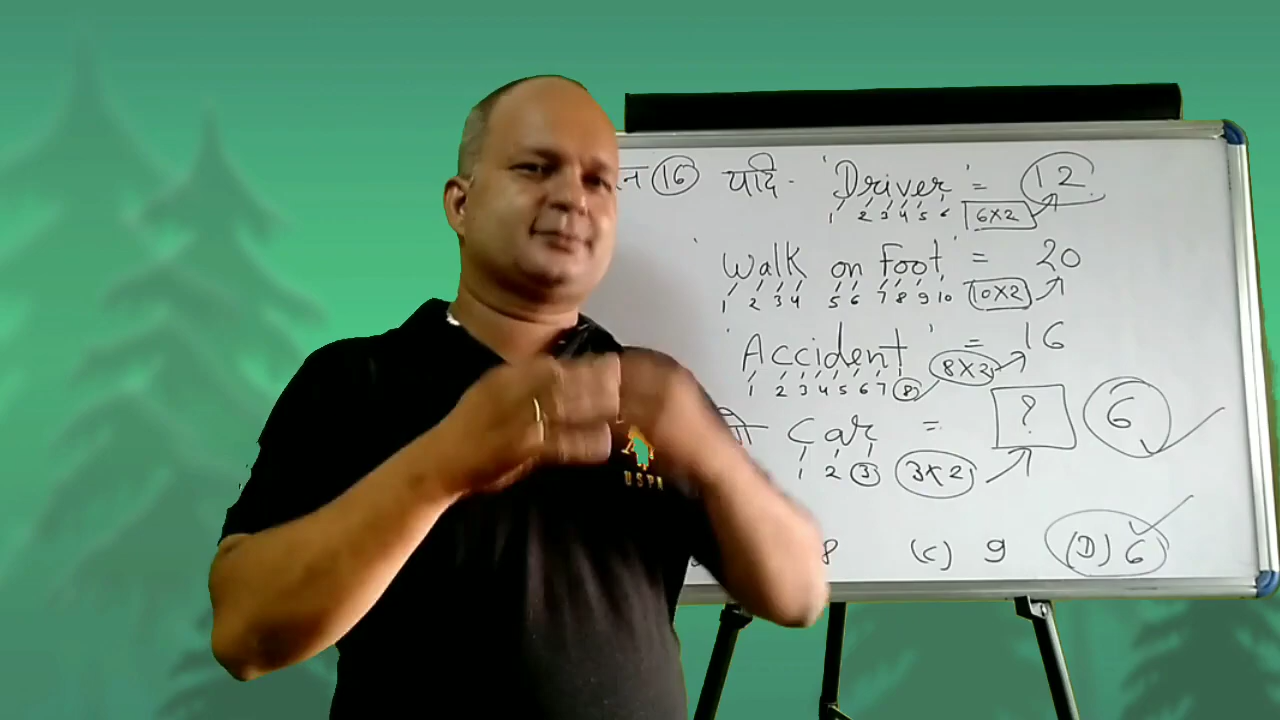 16 यदि- 'Driver' = 12
1 2 3 4 5 6 6x2
'Walk on Foot' = 20
1 2 3 4 5 6 7 8 9 10 10x2
'Accident' = 16
1 2 3 4 5 6 7 8 8x2
Car = ? 6
1 2 3 3x2
8 (C) 9 (D) 6
USPA